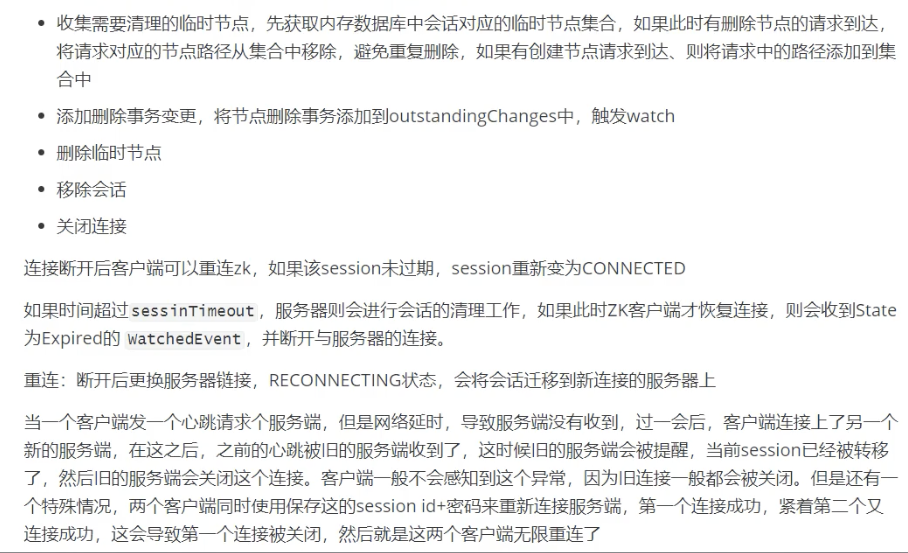 收集需要清理的临时节点，先获取内存数据库中会话对应的临时节点集合，如果此时有删除节点的请求到达，
将请求对应的节点路径从集合中移除，避免重复删除，如果有创建节点请求到达、则将请求中的路径添加到集
合中
添加删除事务变更，将节点删除事务添加到outstandingChanges中，触发watch
删除临时节点
移除会话
关闭连接
连接断开后客户端可以重连zk，如果该session未过期，session重新变为CONNECTED
如果时间超过sessinTimeout，服务器则会进行会话的清理工作，如果此时ZK客户端才恢复连接，则会收到State
为Expired的 WatchedEvent，并断开与服务器的连接。
重连：断开后更换服务器链接，RECONNECTING状态，会将会话迁移到新连接的服务器上
当一个客户端发一个心跳请求个服务端，但是网络延时，导致服务端没有收到，过一会后，客户端连接上了另一个
新的服务端，在这之后，之前的心跳被旧的服务端收到了，这时候旧的服务端会被提醒，当前session已经被转移
了，然后旧的服务端会关闭这个连接。客户端一般不会感知到这个异常，因为旧连接一般都会被关闭。但是还有一
个特殊情况，两个客户端同时使用保存这的session id+密码来重新连接服务端，第一个连接成功，紧着第二个又
连接成功，这会导致第一个连接被关闭，然后就是这两个客户端无限重连了